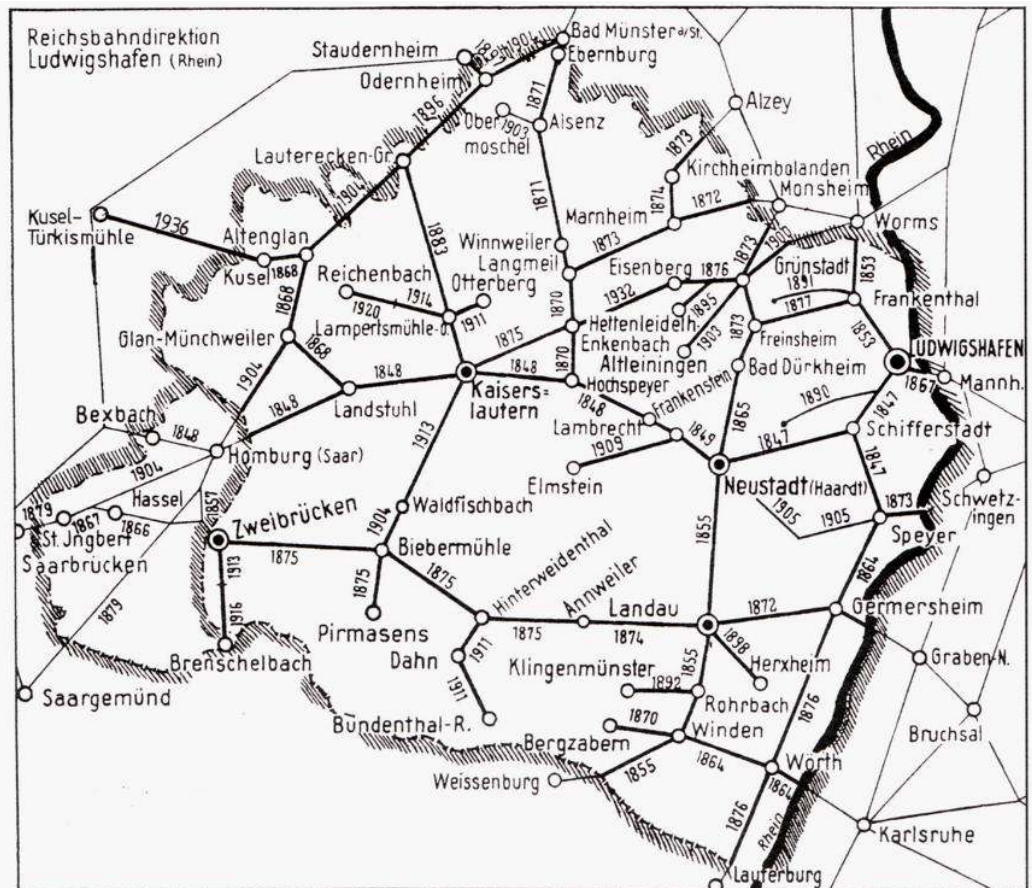 Reichsbahndirektion
Ludwigshafen (Rhein)
Staudernheim
1904
Bad Münster a/St.
Ebernburg
Odernheim
1896
1871
Ober
moschel
1903
Alsenz
Alzey
Rhein
Lauterecken-Gr.
1873
Kirchheimbolanden
Monsheim
1904
1871
1874
1872
Marnheim
Worms
Kusel-
Türkismühle
1936
Altenglan
Kusel
1868
1883
Winnweiler
Langmeil
1873
1873
Eisenberg
1876
Grünstadt
1853
Reichenbach
Otterberg
1868
1920
1914
1911
Lampertsmühle-O.
1870
1932
1895
1891
1877
Frankenthal
Glan-Münchweiler
1868
1875
Hettenleidelh.
Enkenbach
1903
1873
Freinsheim
1853
Altleiningen
LUDWIGSHAFEN
1904
1848
1848
1870
Kaisers-
lautern
Hochspeyer
Bad Dürkheim
1867
Mannh.
Landstuhl
1848
1848
Frankenstein
1890
1847
Bexbach
1848
Lambrecht
1849
1865
Schifferstadt
1909
1847
1913
Homburg (Saar)
1904
Elmstein
Neustadt (Haardt)
1847
Schwetz-
ingen
Hassel
1857
1879
1867
1866
Waldfischbach
1905
1905
1873
Speyer
St. Jngbert
Saarbrücken
Zweibrücken
1904
1855
Biebermühle
1875
1864
1913
1875
1875
Hinterweidenthal
Annweiler
Landau
1872
Germersheim
1879
1916
Pirmasens
1875
1874
1898
Brenschelbach
Dahn
1911
Klingenmünster
1855
Herxheim
Graben-N.
Saargemünd
1911
1892
Rohrbach
1876
Bündenthal-R.
1870
Bergzabern
Winden
Bruchsal
Weissenburg
1855
1864
Wörth
1864
1876
Rhein
Karlsruhe
Lauterburg